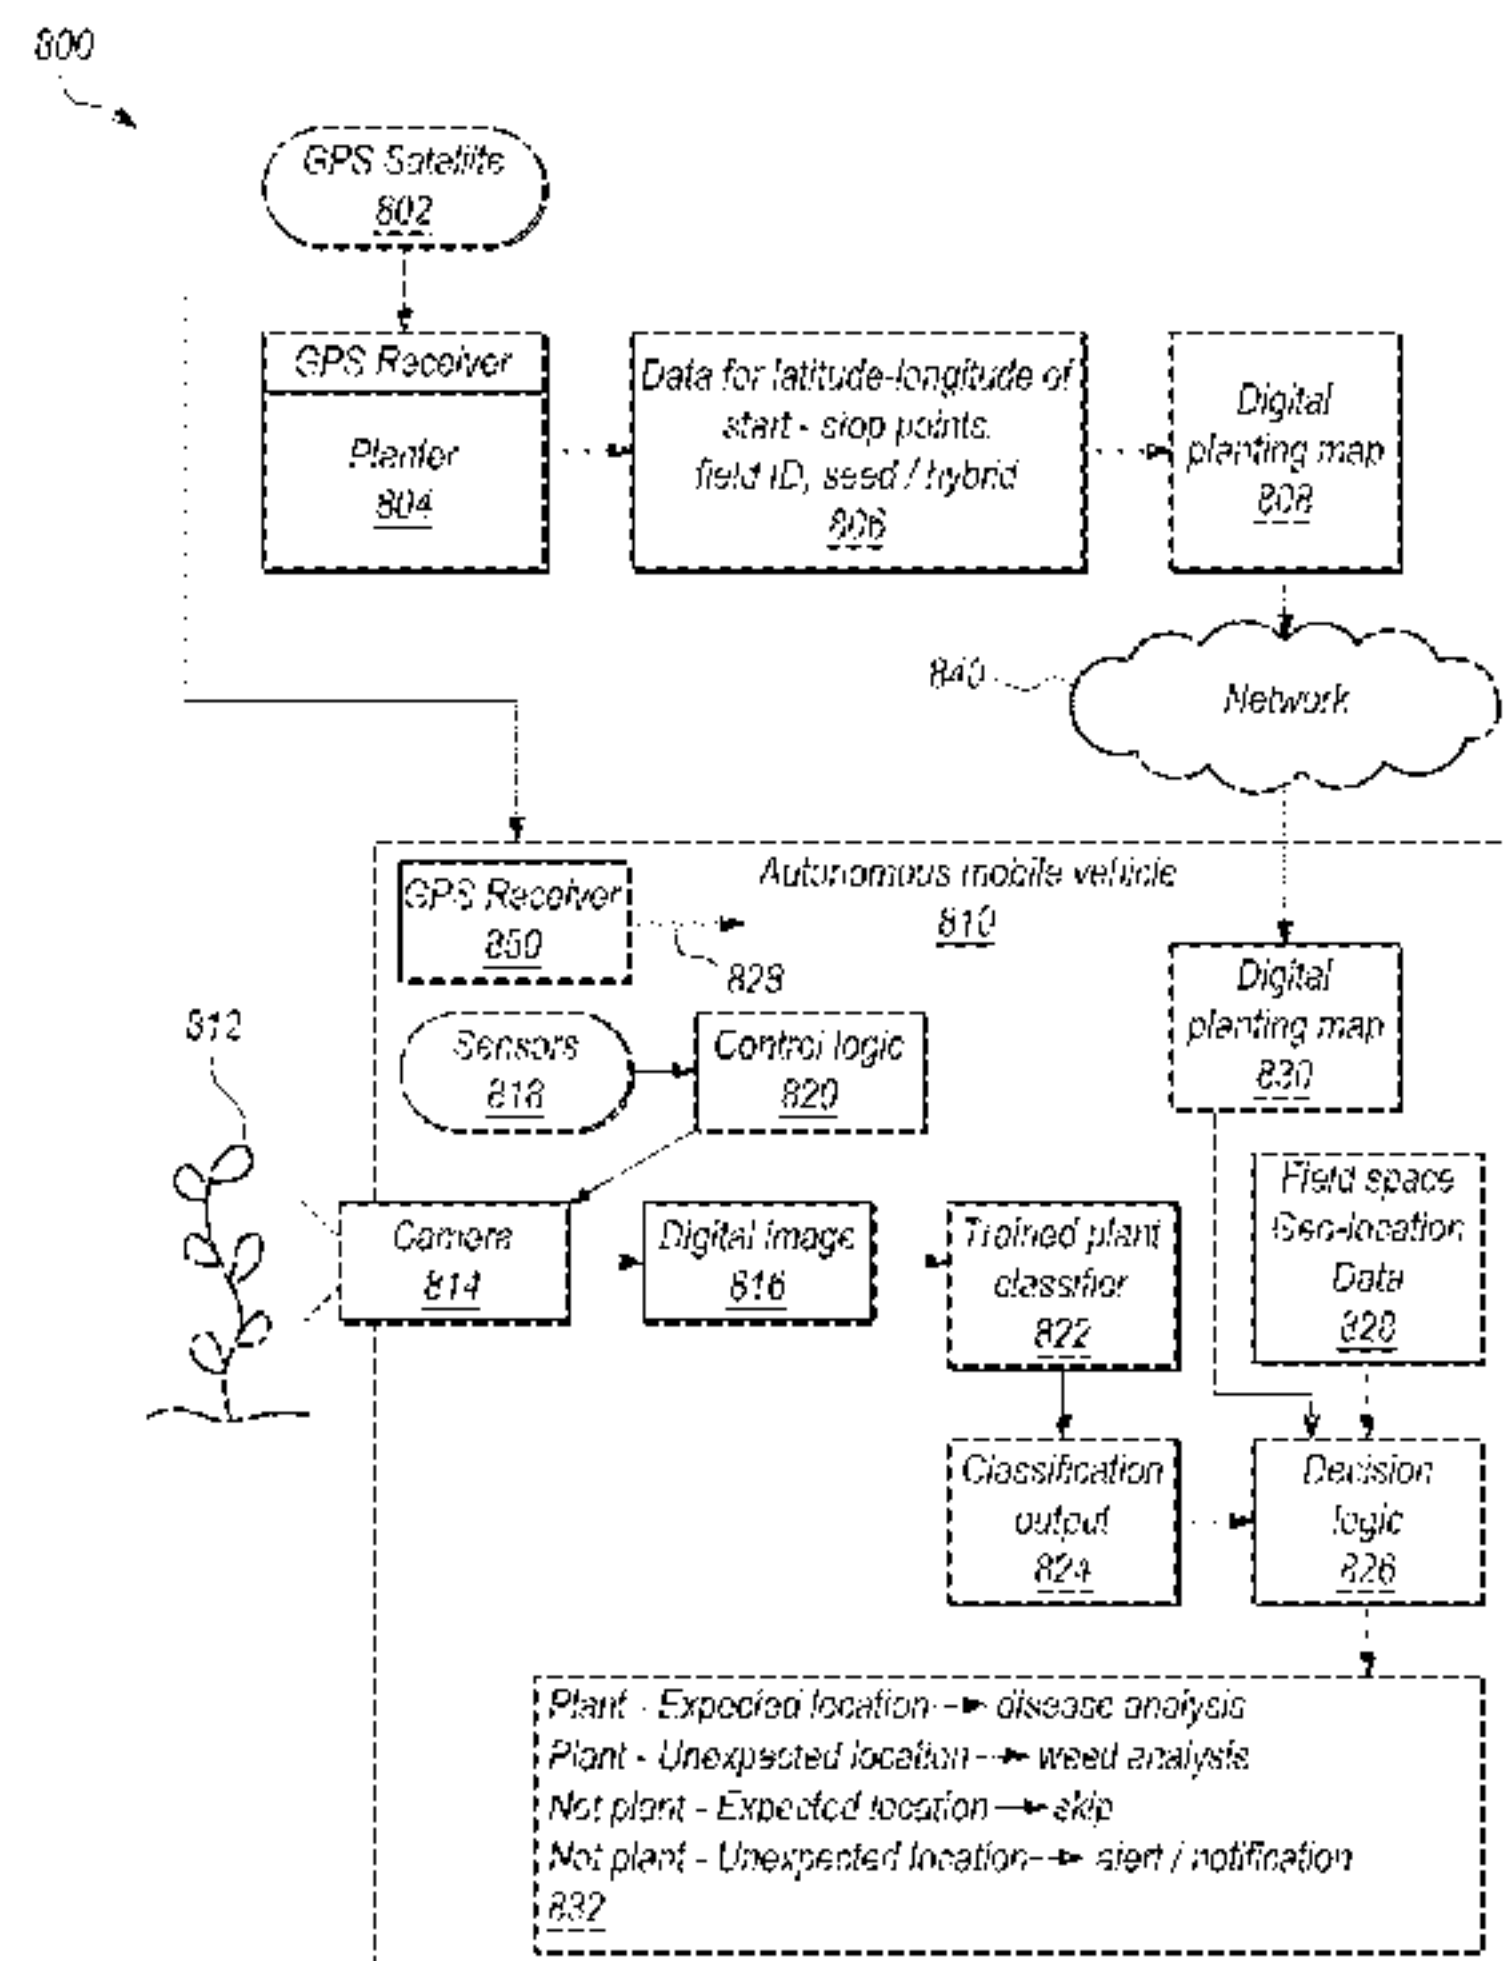 800
GPS Satellite
802
GPS Receiver
Planter
804
Data for latitude-longitude of
start - stop points,
field ID, seed / hybrid
806
Digital
planting map
808
840
Network
Autonomous mobile vehicle
810
GPS Receiver
850
828
Digital
planting map
830
812
Sensors
818
Control logic
820
Field space
Geo-location
Data
828
Camera
814
Digital image
816
Trained plant
classifier
822
Classification
output
824
Decision
logic
826
Plant - Expected location → disease analysis
Plant - Unexpected location → weed analysis
Not plant - Expected location → skip
Not plant - Unexpected location → alert / notification
832